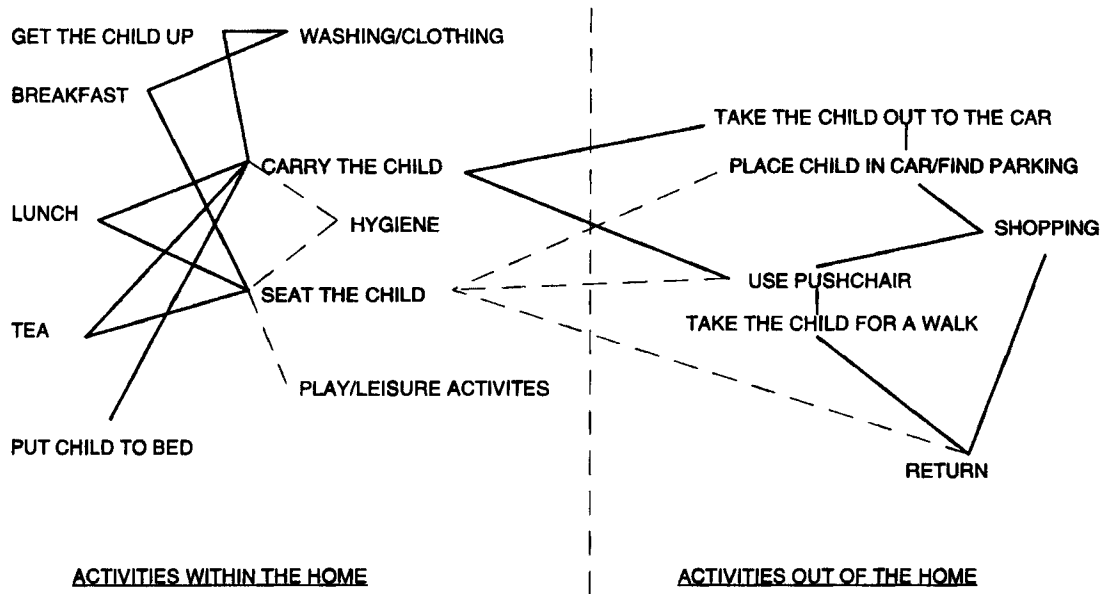 GET THE CHILD UP
WASHING/CLOTHING
BREAKFAST
TAKE THE CHILD OUT TO THE CAR
CARRY THE CHILD
PLACE CHILD IN CAR/FIND PARKING
LUNCH
HYGIENE
SHOPPING
SEAT THE CHILD
USE PUSHCHAIR
TEA
TAKE THE CHILD FOR A WALK
PLAY/LEISURE ACTIVITES
PUT CHILD TO BED
RETURN
ACTIVITIES WITHIN THE HOME
ACTIVITIES OUT OF THE HOME